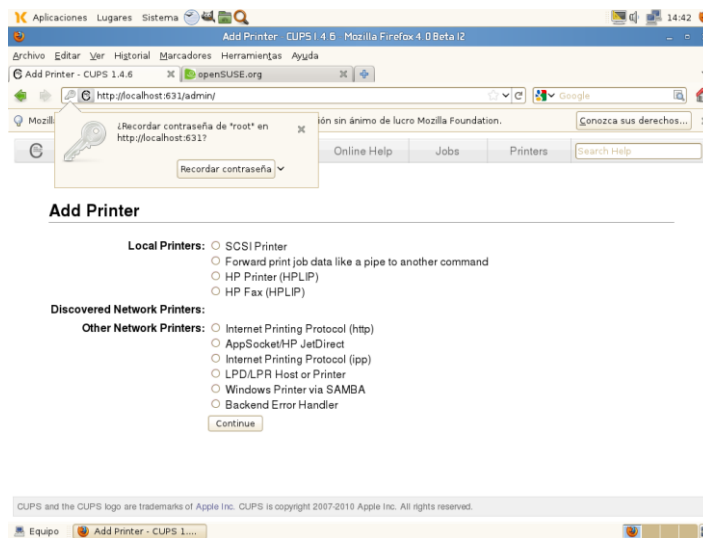 Aplicaciones Lugares Sistema 14:42
Add Printer - CUPS 1.4.6 - Mozilla Firefox 4.0 Beta 12
Archivo Editar Ver Historial Marcadores Herramientas Ayuda
Add Printer - CUPS 1.4.6 openSUSE.org
http://localhost:631/admin/ Google
Mozil ión sin ánimo de lucro Mozilla Foundation. Conozca sus derechos...
¿Recordar contraseña de "root" en
http://localhost:631?
Recordar contraseña
Online Help Jobs Printers Search Help
Add Printer
Local Printers: SCSI Printer
Forward print job data like a pipe to another command
HP Printer (HPLIP)
HP Fax (HPLIP)
Discovered Network Printers:
Other Network Printers: Internet Printing Protocol (http)
AppSocket/HP JetDirect
Internet Printing Protocol (ipp)
LPD/LPR Host or Printer
Windows Printer via SAMBA
Backend Error Handler
Continue
CUPS and the CUPS logo are trademarks of Apple Inc. CUPS is copyright 2007-2010 Apple Inc. All rights reserved.
Equipo Add Printer - CUPS 1....